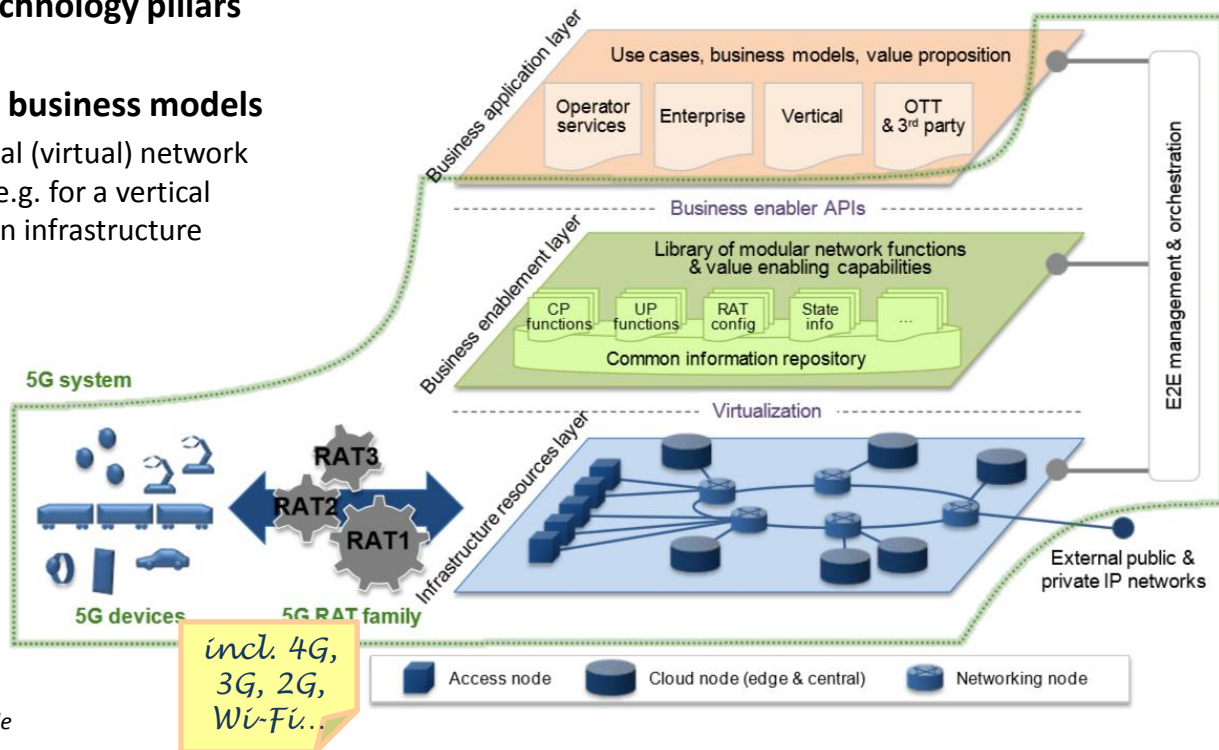 chnology pillars
business models
al (virtual) network
e.g. for a vertical
n infrastructure
Business application layer
Use cases, business models, value proposition
Operator
services
Enterprise
Vertical
OTT
& 3rd party
Business enabler APIs
Business enablement layer
Library of modular network functions
& value enabling capabilities
CP
functions
UP
functions
RAT
config
State
info
...
Common information repository
E2E management & orchestration
5G system
Virtualization
Infrastructure resources layer
RAT3
RAT2
RAT1
External public &
private IP networks
5G devices
5G RAT family
incl. 4G,
3G, 2G,
Wi-Fi...
Access node
Cloud node (edge & central)
Networking node